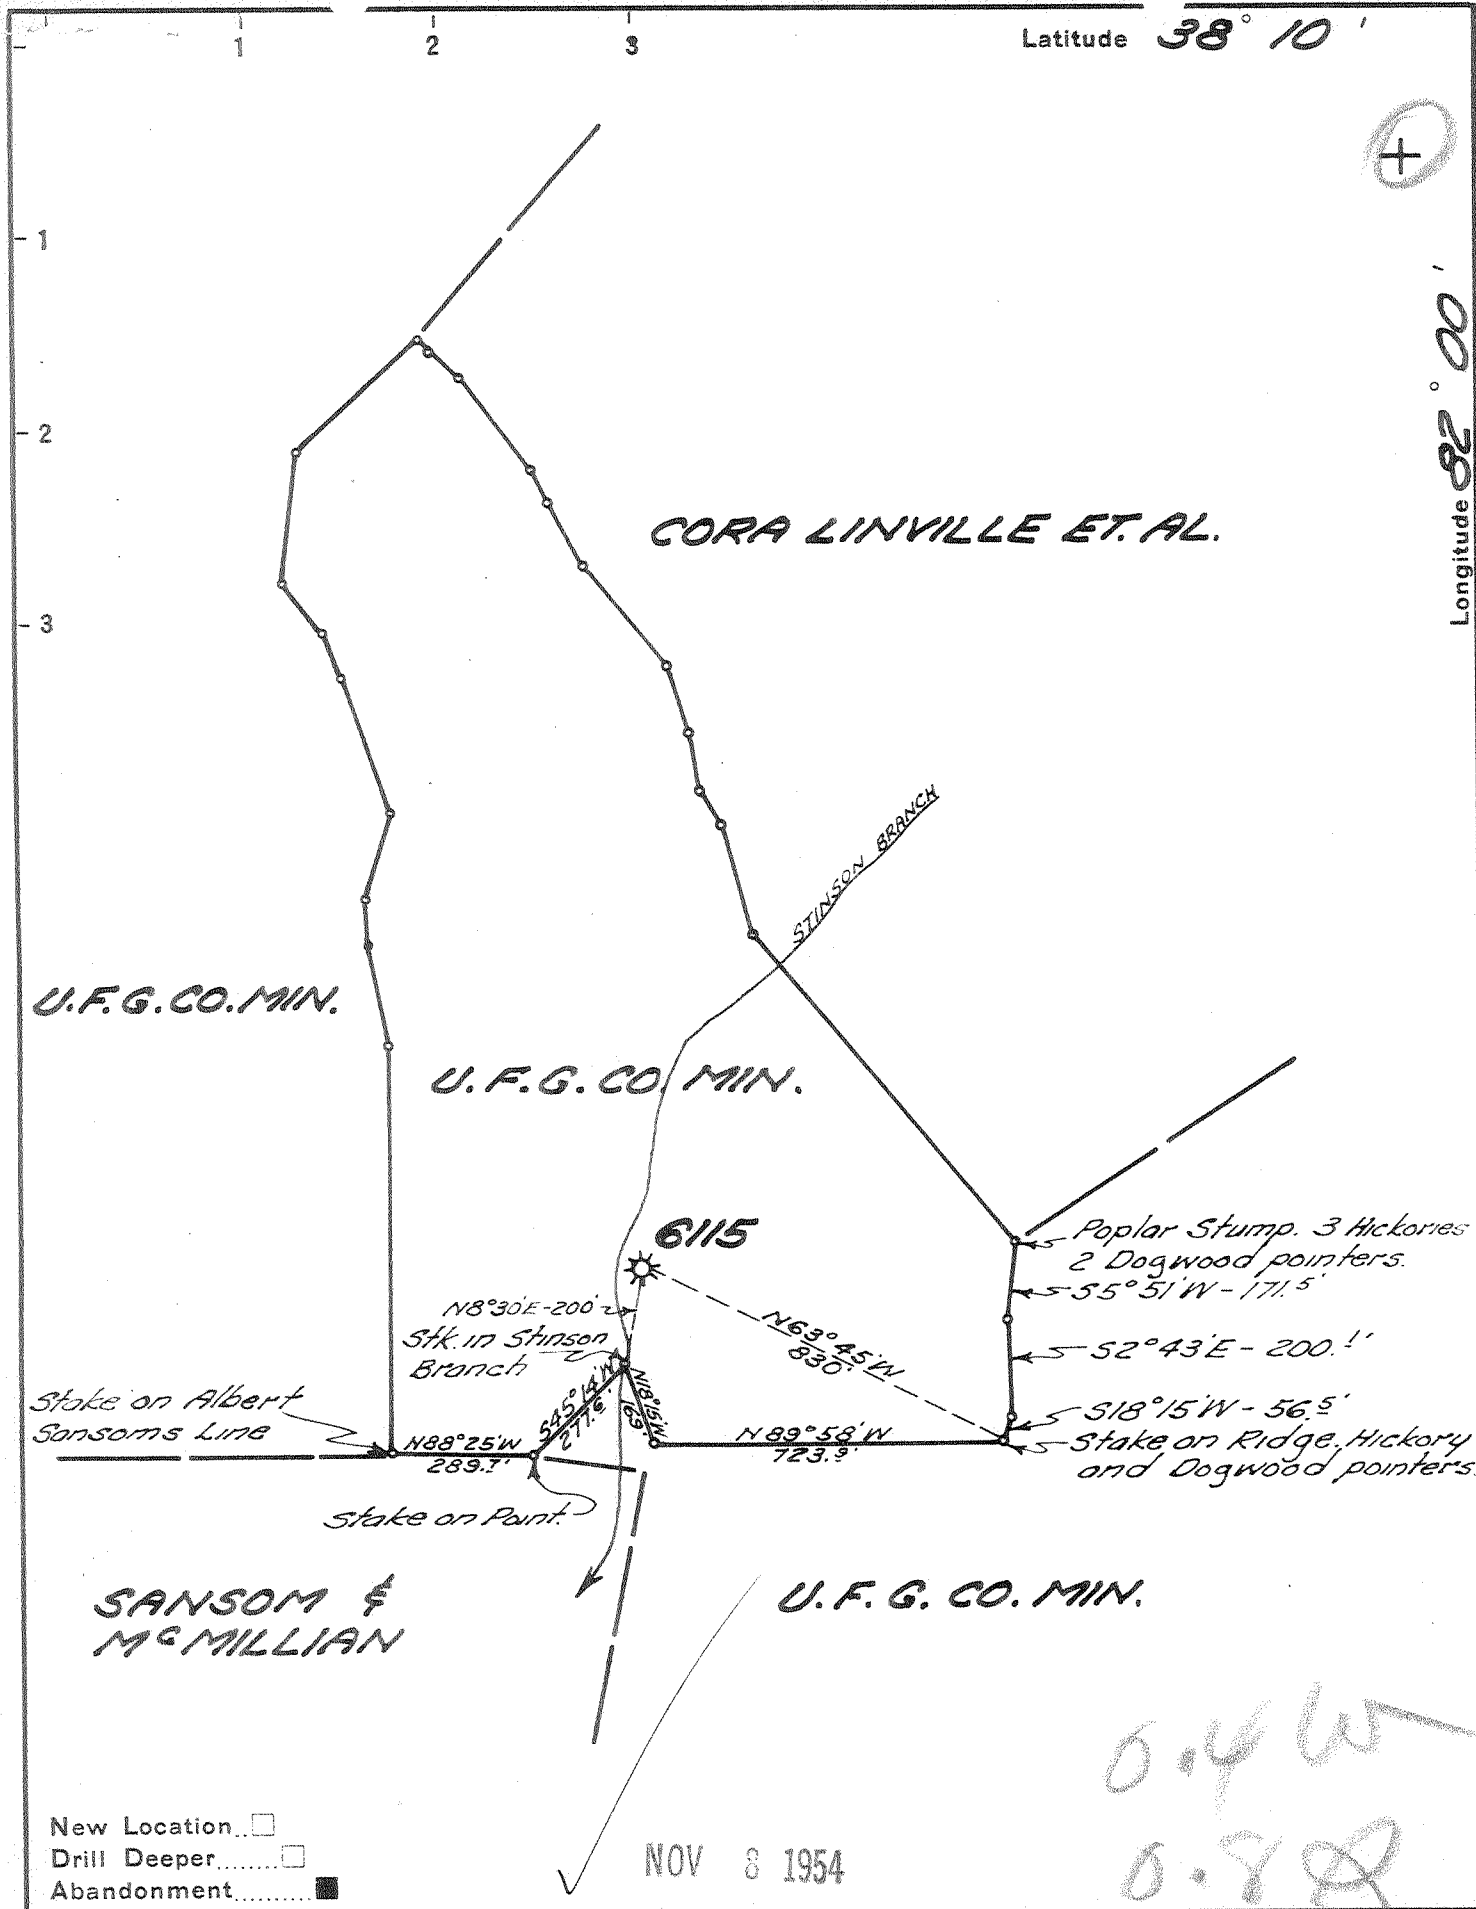 1 2 3 Latitude 38° 10'
Longitude 82° 00'
1
2
3
CORA LINVILLE ET. AL.
STINSON BRANCH
U.F.G.CO.MIN.
U.F.G.CO.MIN.
6115
Poplar Stump. 3 Hickories
2 Dogwood pointers.
S5°51'W-171.5'
N8°30'E-200'
Stk. in Stinson
Branch
N63°45'W
830'
S2°43'E-200.1'
Stake on Albert
Sansoms Line
S45°14'W
277.6'
N18°15'W
169'
S18°15'W-56.5'
N88°25'W
289.7'
N89°58'W
723.9'
Stake on Ridge. Hickory
and Dogwood pointers.
Stake on Point.
SANSOM &
McMILLIAN
U.F.G.CO.MIN.
0.4 W
0.8
New Location..
Drill Deeper........
Abandonment..........
NOV 8 1954